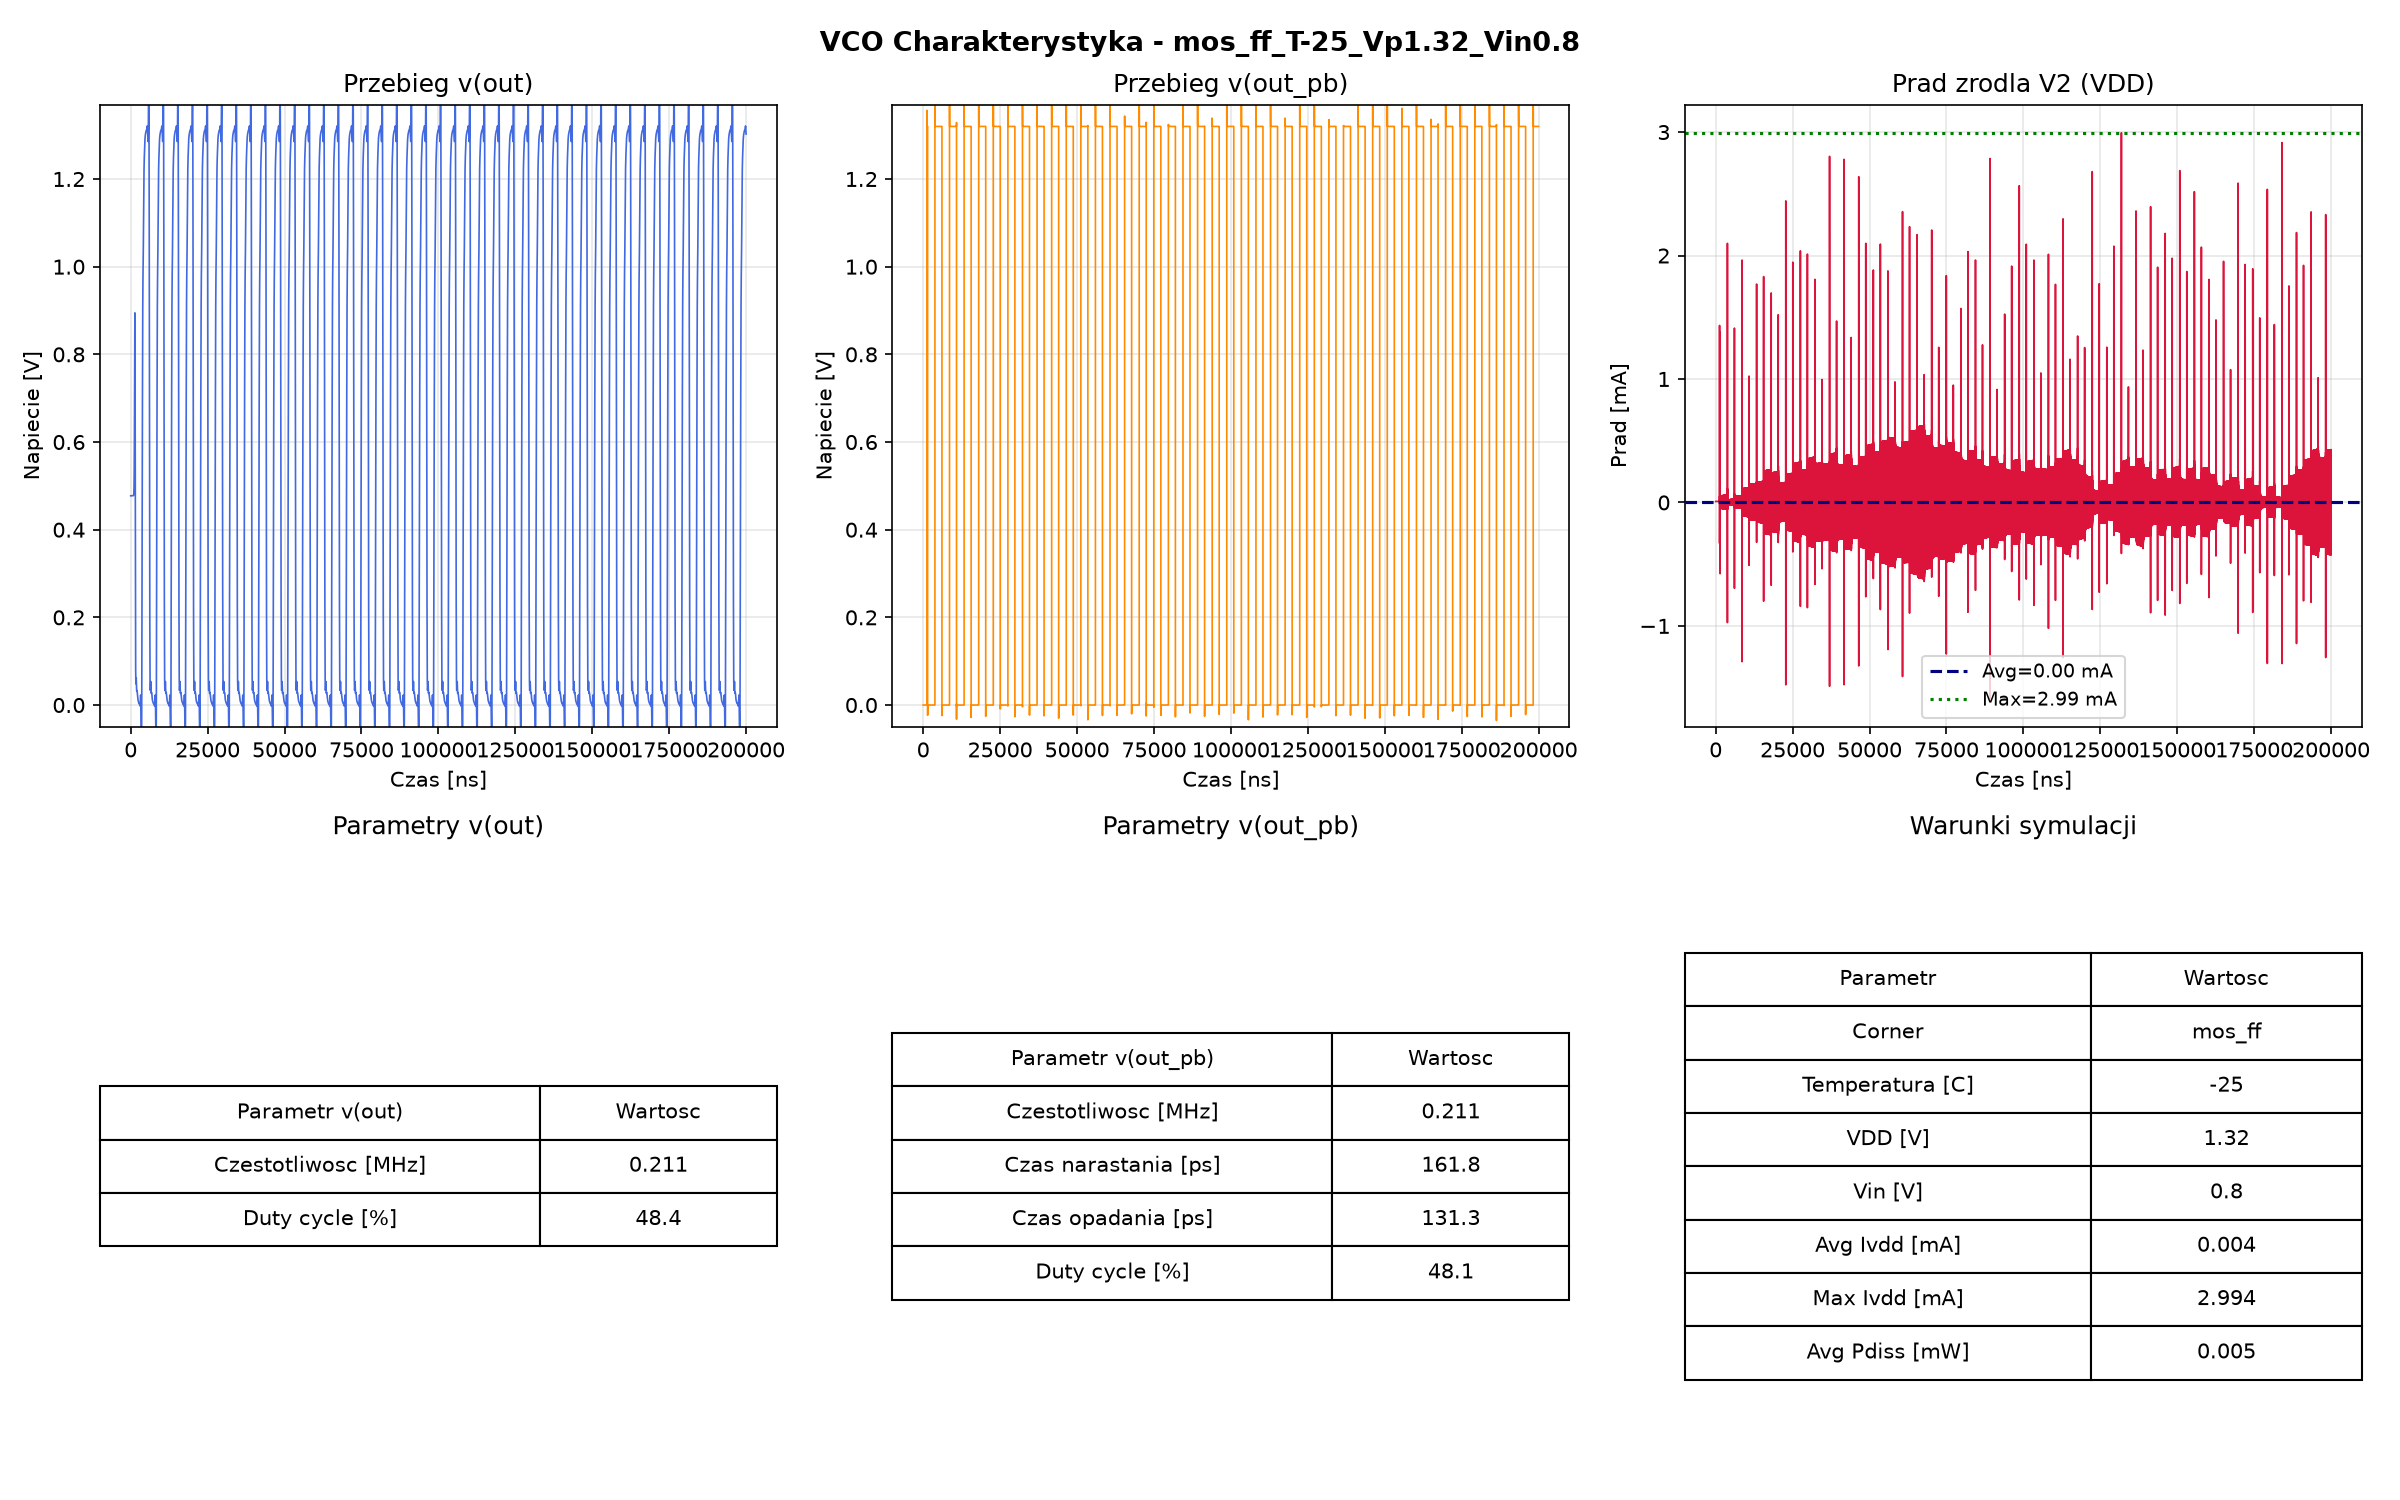 VCO Charakterystyka - mos_ff_T-25_Vp1.32_Vin0.8
Przebieg v(out)
Napiecie [V]
1.2
1.0
0.8
0.6
0.4
0.2
0.0
0 25000 50000 75000 100000 125000 150000 175000 200000
Czas [ns]
Przebieg v(out_pb)
Napiecie [V]
1.2
1.0
0.8
0.6
0.4
0.2
0.0
0 25000 50000 75000 100000 125000 150000 175000 200000
Czas [ns]
Prad zrodla V2 (VDD)
Prad [mA]
3
2
1
0
−1
Avg=0.00 mA
Max=2.99 mA
0 25000 50000 75000 100000 125000 150000 175000 200000
Czas [ns]
Parametry v(out)
Parametr v(out) Wartosc
Czestotliwosc [MHz] 0.211
Duty cycle [%] 48.4
Parametry v(out_pb)
Parametr v(out_pb) Wartosc
Czestotliwosc [MHz] 0.211
Czas narastania [ps] 161.8
Czas opadania [ps] 131.3
Duty cycle [%] 48.1
Warunki symulacji
Parametr Wartosc
Corner mos_ff
Temperatura [C] -25
VDD [V] 1.32
Vin [V] 0.8
Avg Ivdd [mA] 0.004
Max Ivdd [mA] 2.994
Avg Pdiss [mW] 0.005